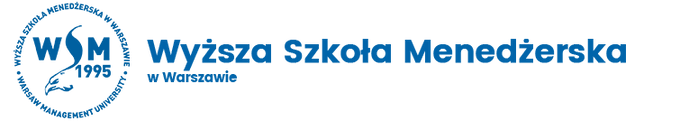 WYŻSZA SZKOŁA MENEDŻERSKA W WARSZAWIE
WSM
1995
WARSAW MANAGEMENT UNIVERSITY
Wyższa Szkoła Menedżerska
w Warszawie